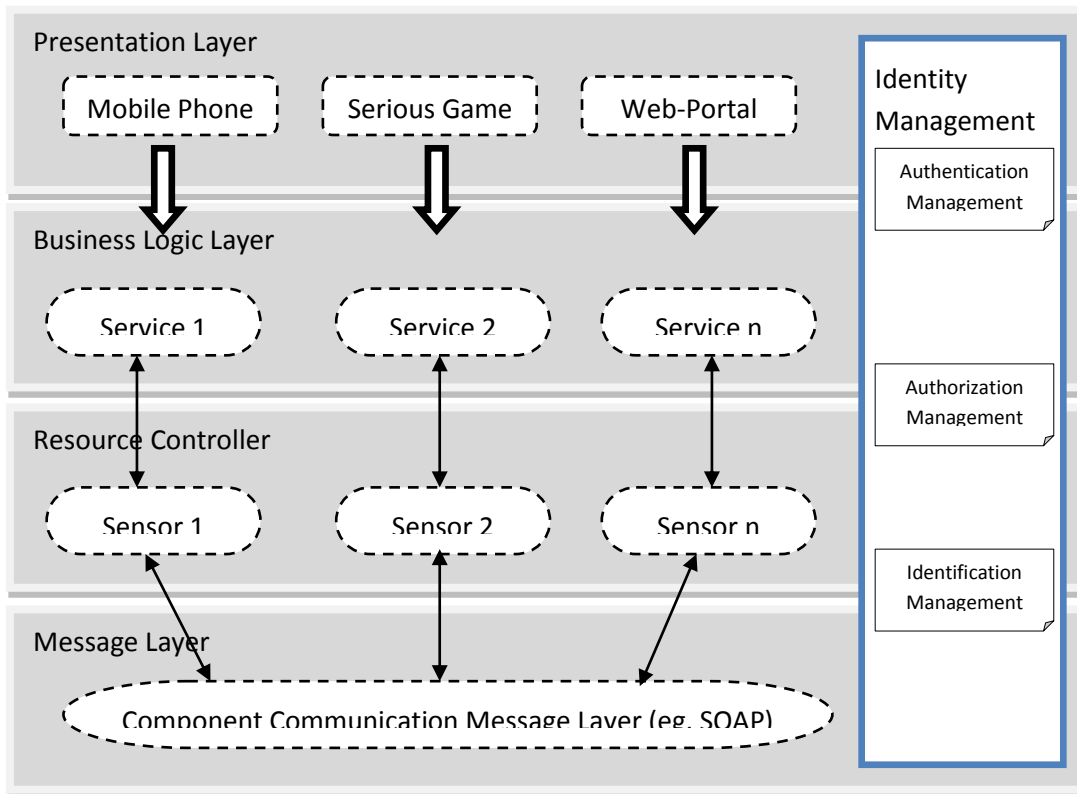 Presentation Layer
Mobile Phone
Serious Game
Web-Portal
Business Logic Layer
Service 1
Service 2
Service n
Resource Controller
Sensor 1
Sensor 2
Sensor n
Message Layer
Component Communication Message Layer (eg. SOAP)
Identity
Management
Authentication
Management
Authorization
Management
Identification
Management